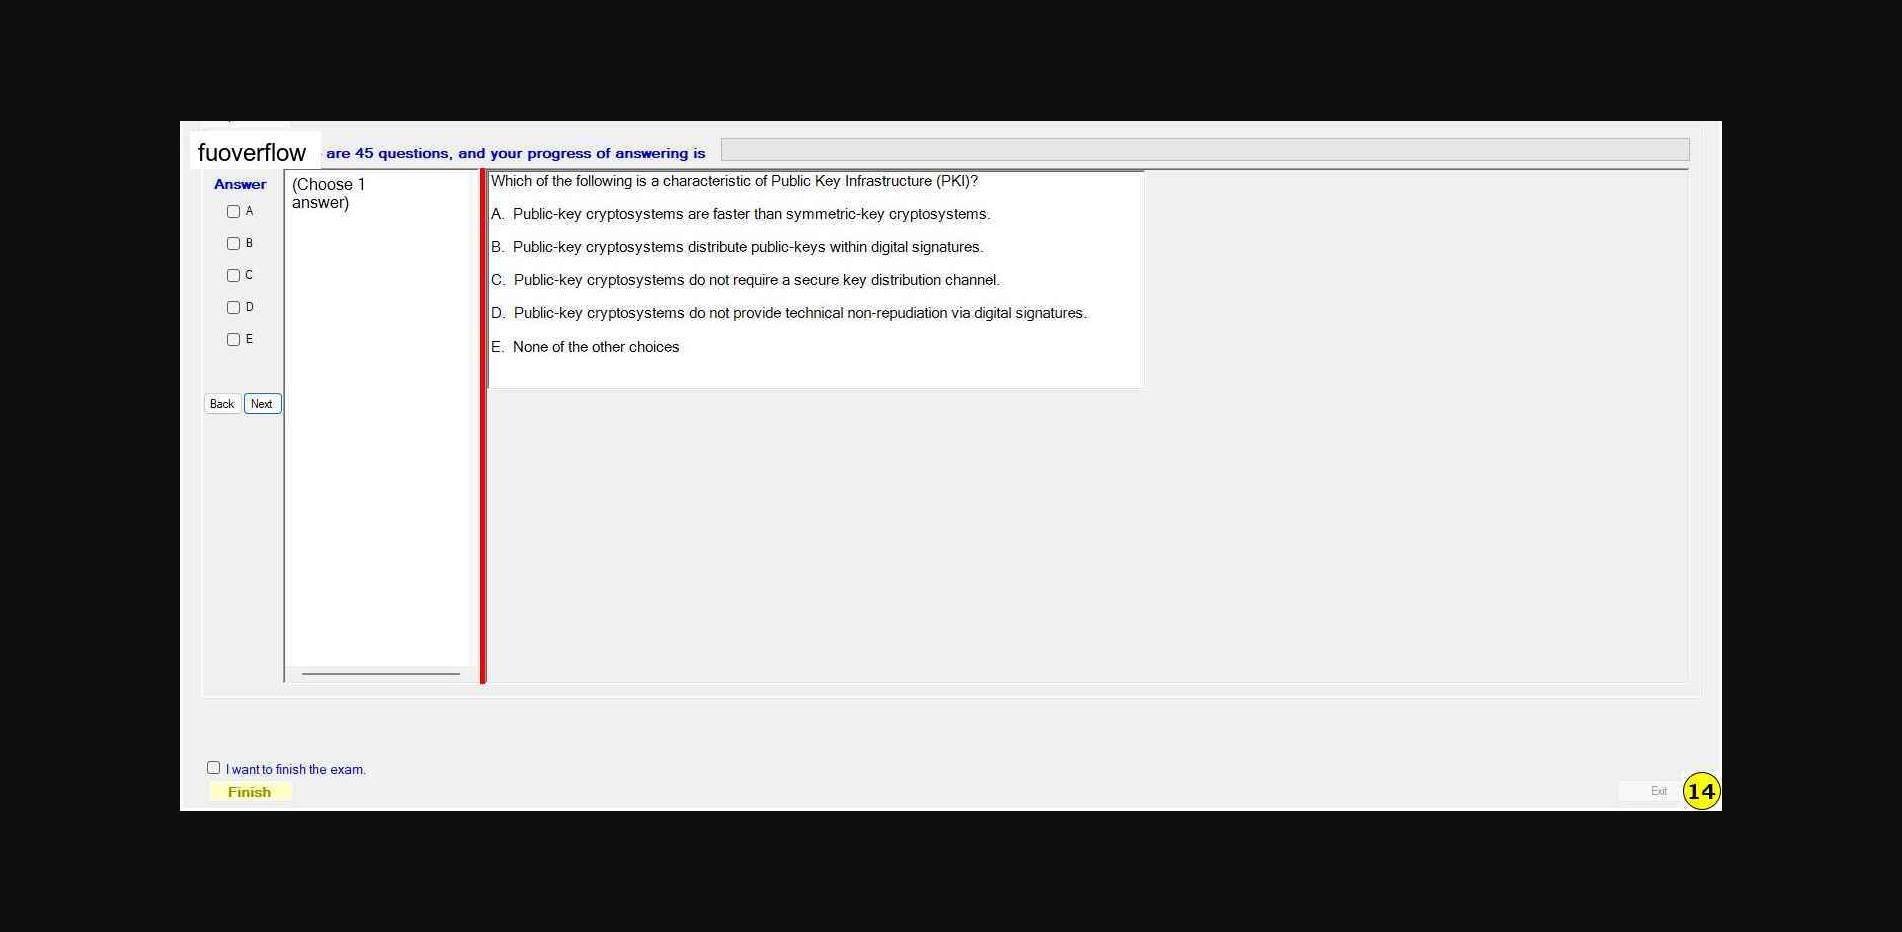 fuoverflow are 45 questions, and your progress of answering is
Answer
A
B
C
D
E
Back Next
(Choose 1
answer)
Which of the following is a characteristic of Public Key Infrastructure (PKI)?
A. Public-key cryptosystems are faster than symmetric-key cryptosystems.
B. Public-key cryptosystems distribute public-keys within digital signatures.
C. Public-key cryptosystems do not require a secure key distribution channel.
D. Public-key cryptosystems do not provide technical non-repudiation via digital signatures.
E. None of the other choices
I want to finish the exam.
Finish
Exit
14